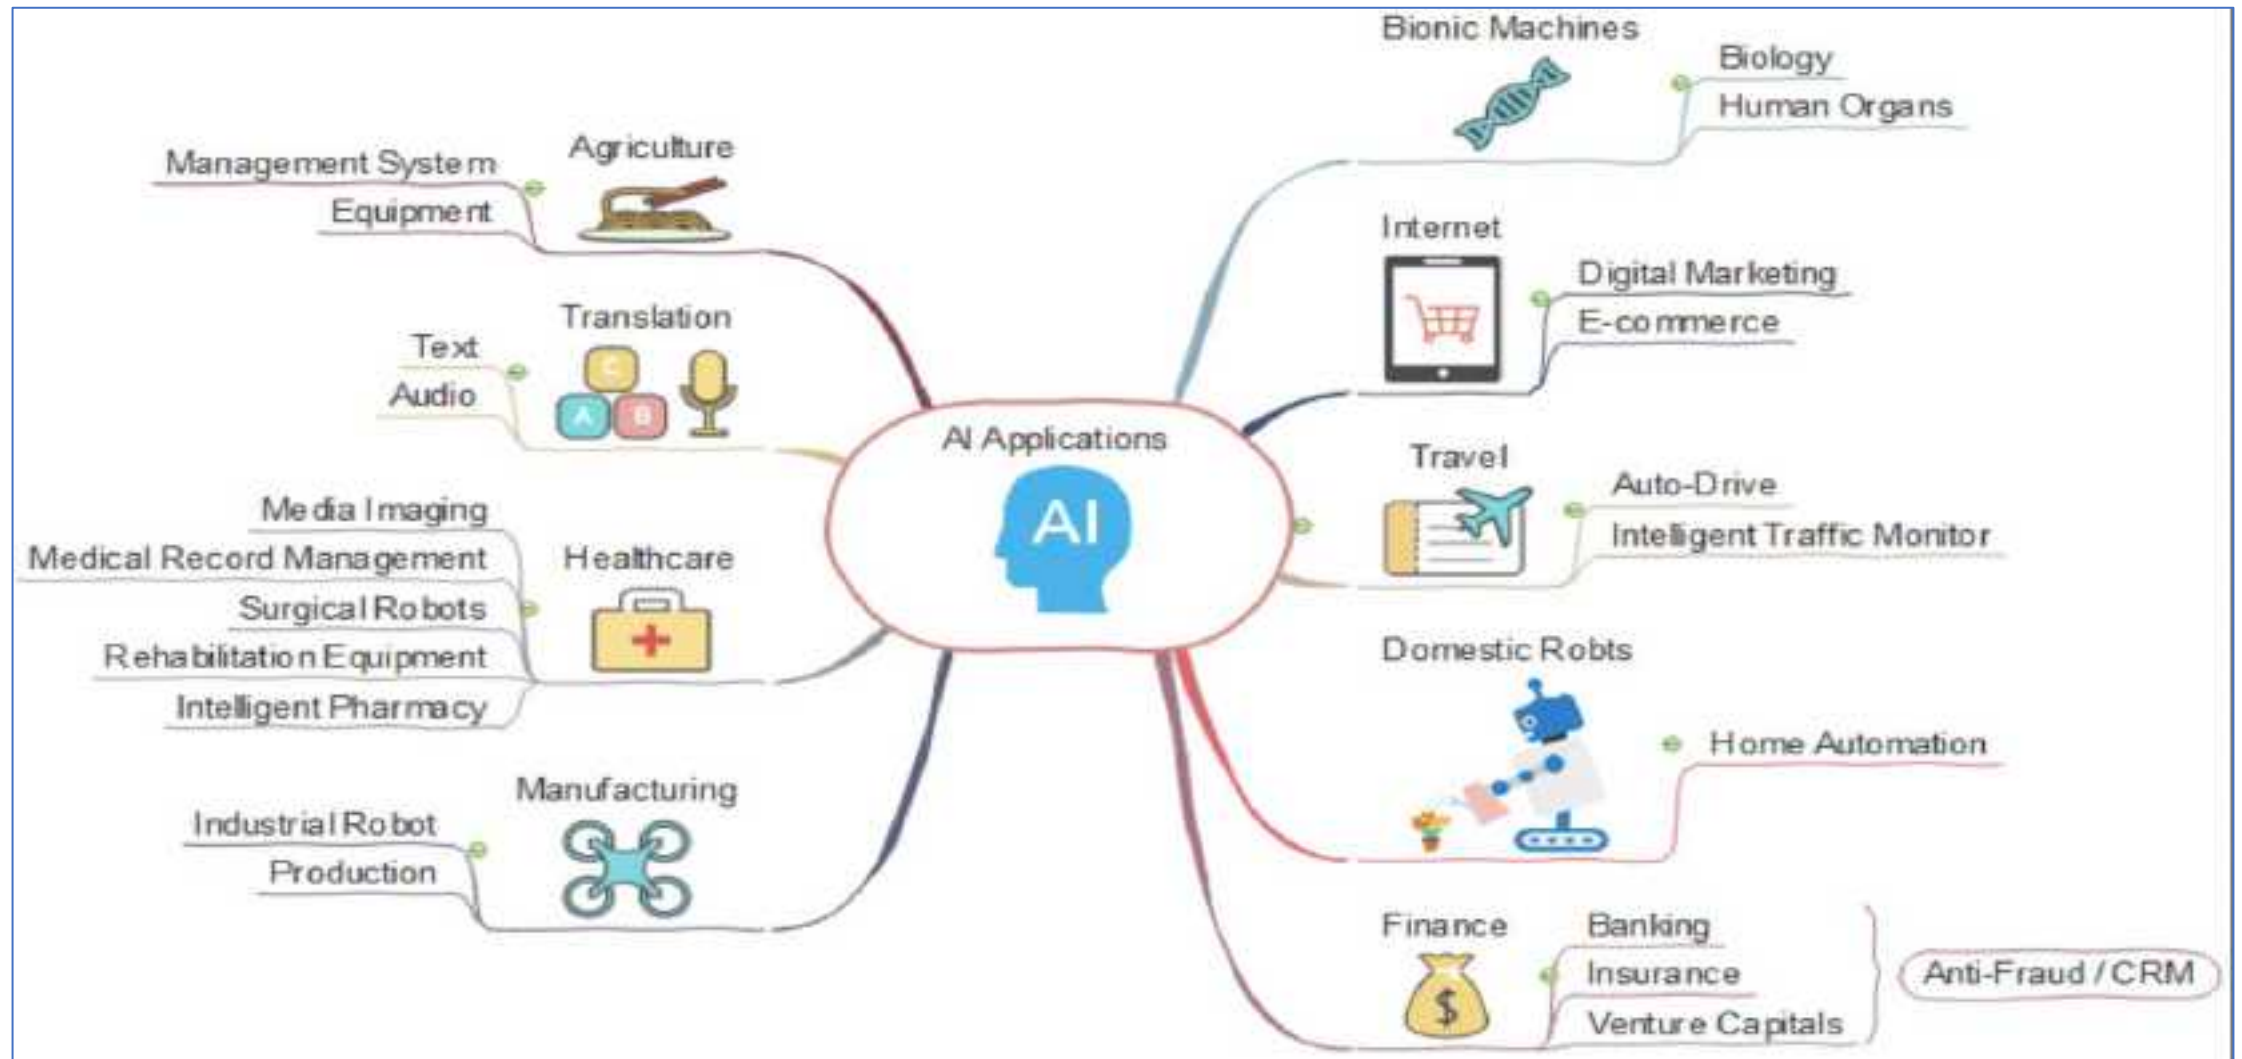 Bionic Machines
Biology
Human Organs
Agriculture
Management System
Equipment
Internet
Digital Marketing
E-commerce
Translation
Text
Audio
C
A
B
AI Applications
AI
Travel
Auto-Drive
Intelligent Traffic Monitor
Media Imaging
Medical Record Management
Healthcare
Surgical Robots
Rehabilitation Equipment
Intelligent Pharmacy
Domestic Robts
Home Automation
Manufacturing
Industrial Robot
Production
Finance
$
Banking
Insurance
Venture Capitals
Anti-Fraud / CRM